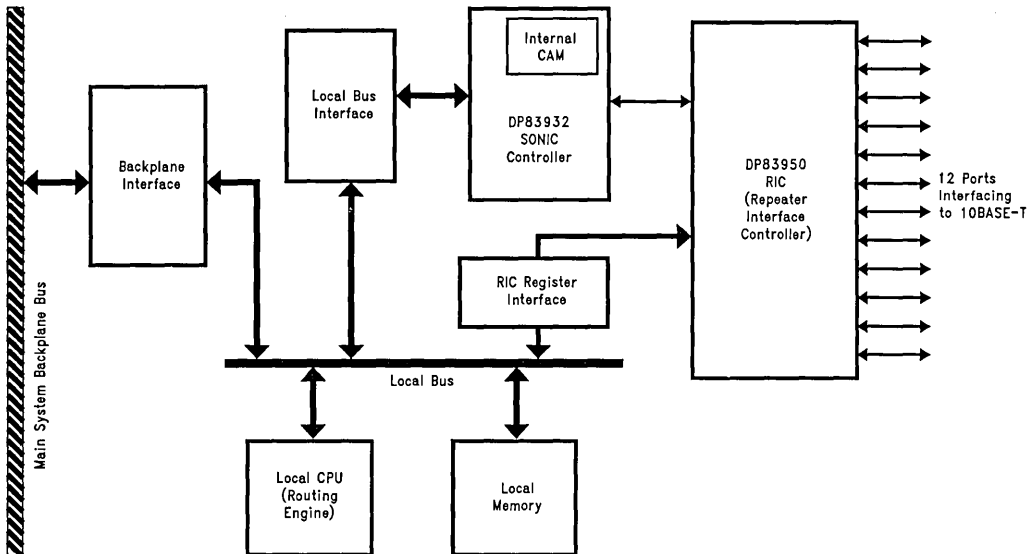 Internal
CAM
DP83932
SONIC
Controller
Local Bus
Interface
Backplane
Interface
DP83950
RIC
(Repeater
Interface
Controller)
12 Ports
Interfacing
to 10BASE-T
RIC Register
Interface
Local Bus
Main System Backplane Bus
Local CPU
(Routing
Engine)
Local
Memory